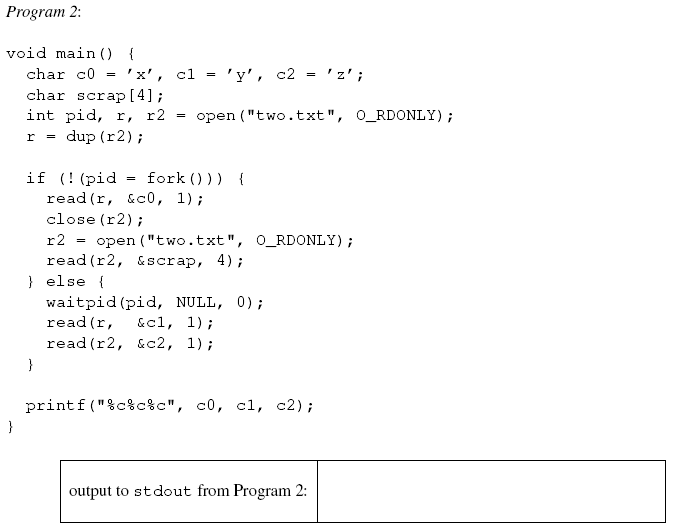 Program 2:
void main() {
  char c0 = 'x', c1 = 'y', c2 = 'z';
  char scrap[4];
  int pid, r, r2 = open("two.txt", O_RDONLY);
  r = dup(r2);
  if (!(pid = fork())) {
    read(r, &c0, 1);
    close(r2);
    r2 = open("two.txt", O_RDONLY);
    read(r2, &scrap, 4);
  } else {
    waitpid(pid, NULL, 0);
    read(r,  &c1, 1);
    read(r2, &c2, 1);
  }
  printf("%c%c%c", c0, c1, c2);
}
output to stdout from Program 2: